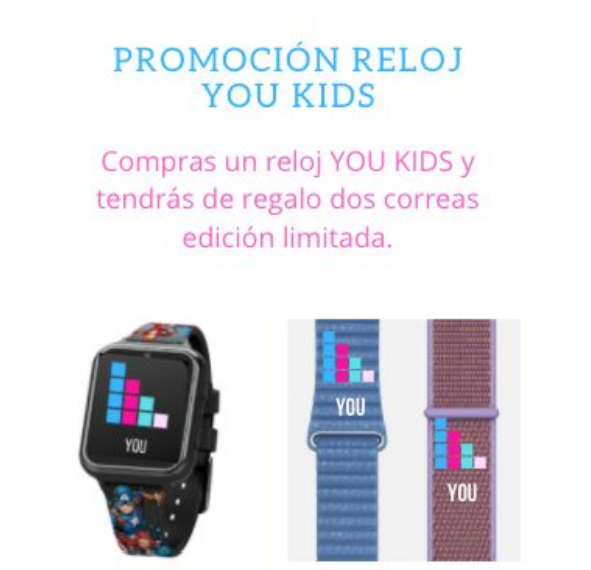 PROMOCIÓN RELOJ
YOU KIDS
Compras un reloj YOU KIDS y
tendrás de regalo dos correas
edición limitada.
YOU
YOU
YOU